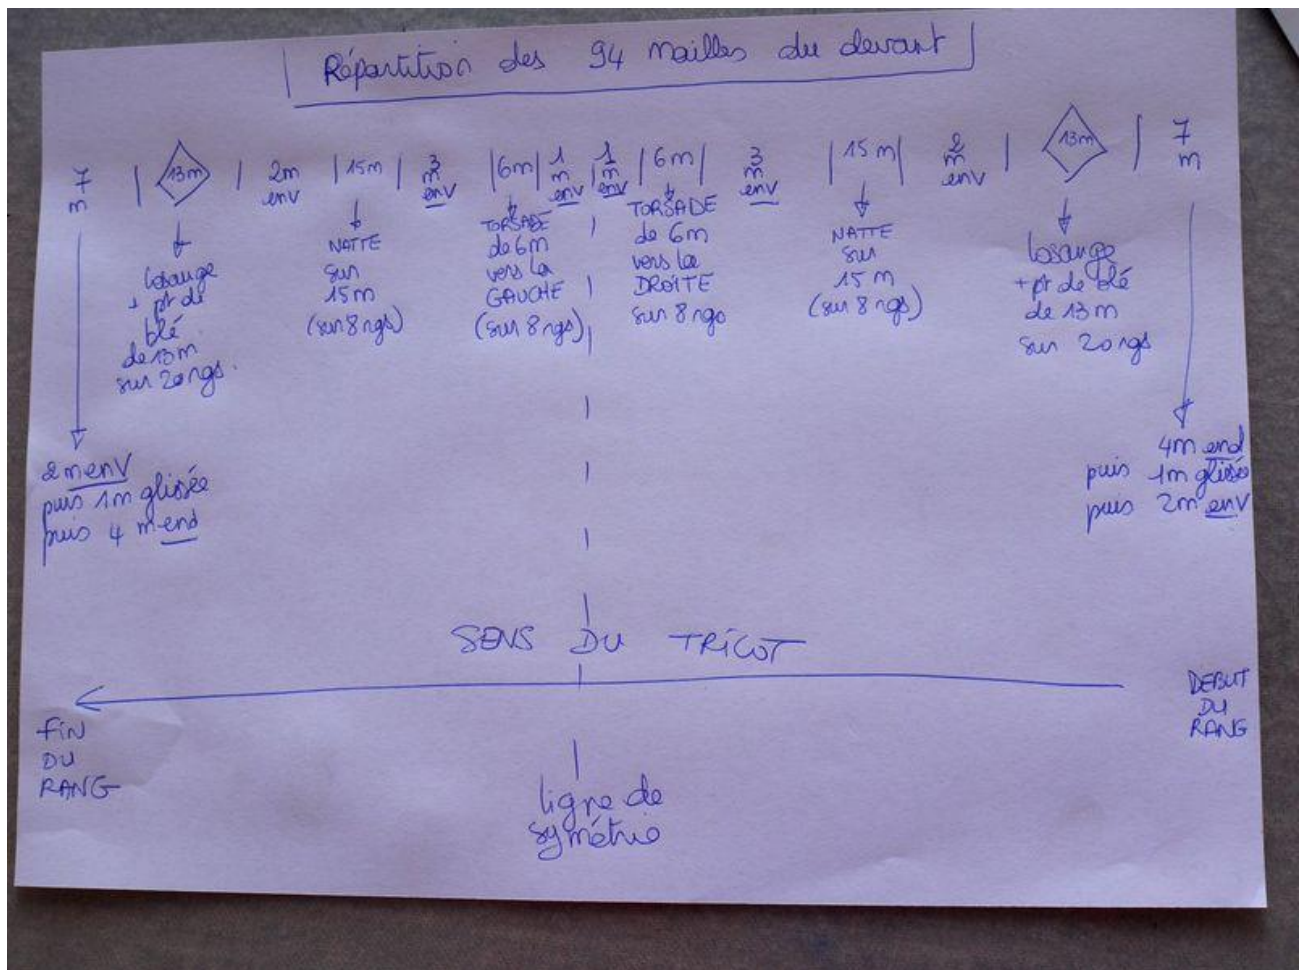 Répartition des 94 mailles du devant
7 m | 13m | 2m env | 15m | 3 m env | 6m | 1 m env | 1 m env | 6m | 3 m env | 15m | 2 m env | 13m | 7 m
losange
+ pt de
blé
de 13m
sur 20 rgs.
NATTE
sur
15m
(sur 8 rgs)
TORSADE
de 6m
vers la
GAUCHE
(sur 8 rgs)
TORSADE
de 6m
vers la
DROITE
sur 8 rgs
NATTE
sur
15m
(sur 8 rgs)
losange
+ pt de blé
de 13m
sur 20 rgs
2 m env
puis 1m glissée
puis 4 m end
4m end
puis 1m glissée
puis 2m env
SENS DU TRICOT
DEBUT
DU
RANG
FIN
DU
RANG
ligne de
symétrie